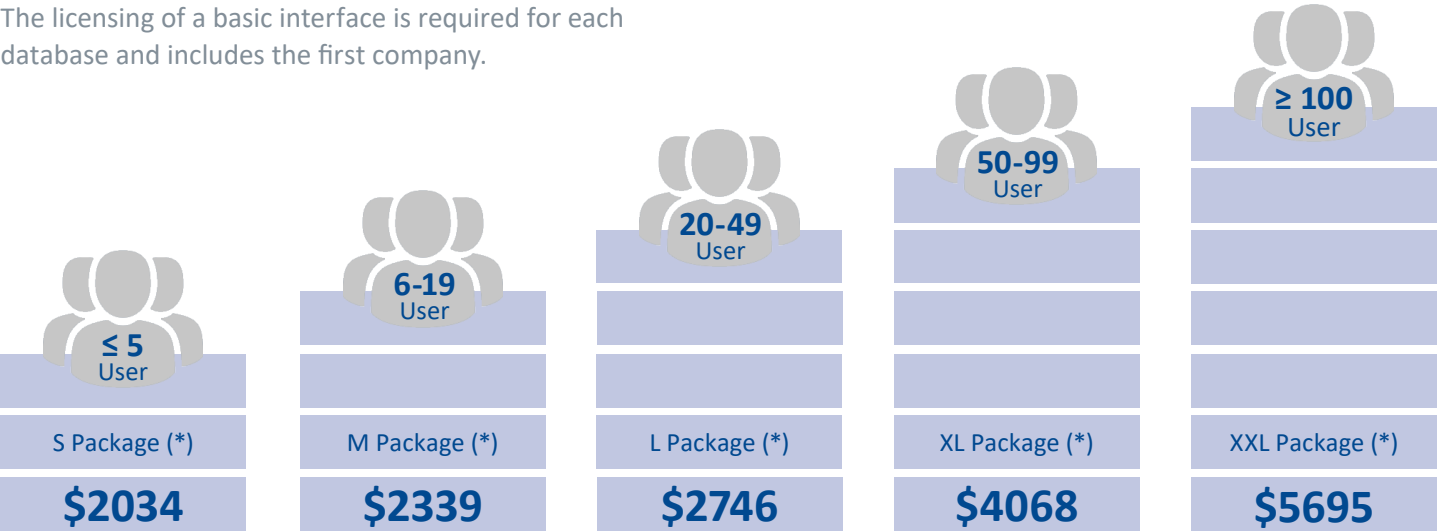 The licensing of a basic interface is required for each
database and includes the first company.
≤ 5
User
S Package (*)
$2034
6-19
User
M Package (*)
$2339
20-49
User
L Package (*)
$2746
50-99
User
XL Package (*)
$4068
≥ 100
User
XXL Package (*)
$5695